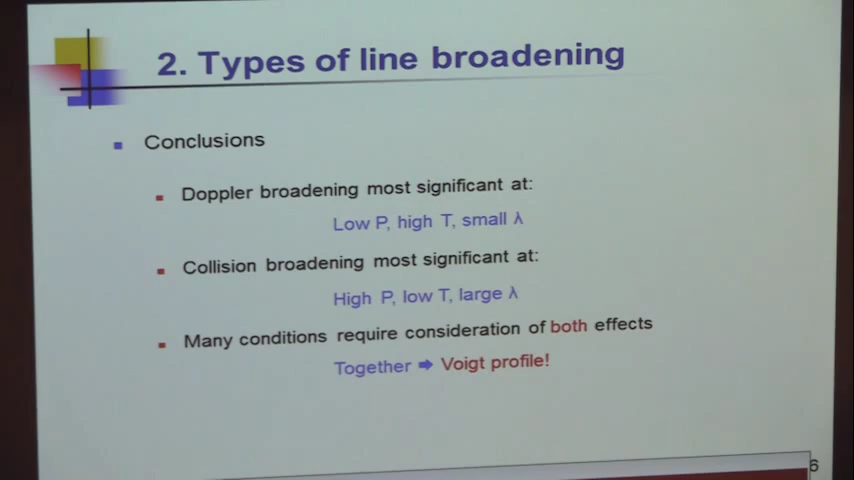 2. Types of line broadening
Conclusions
Doppler broadening most significant at:
Low P, high T, small λ
Collision broadening most significant at:
High P, low T, large λ
Many conditions require consideration of both effects
Together ➡ Voigt profile!
6